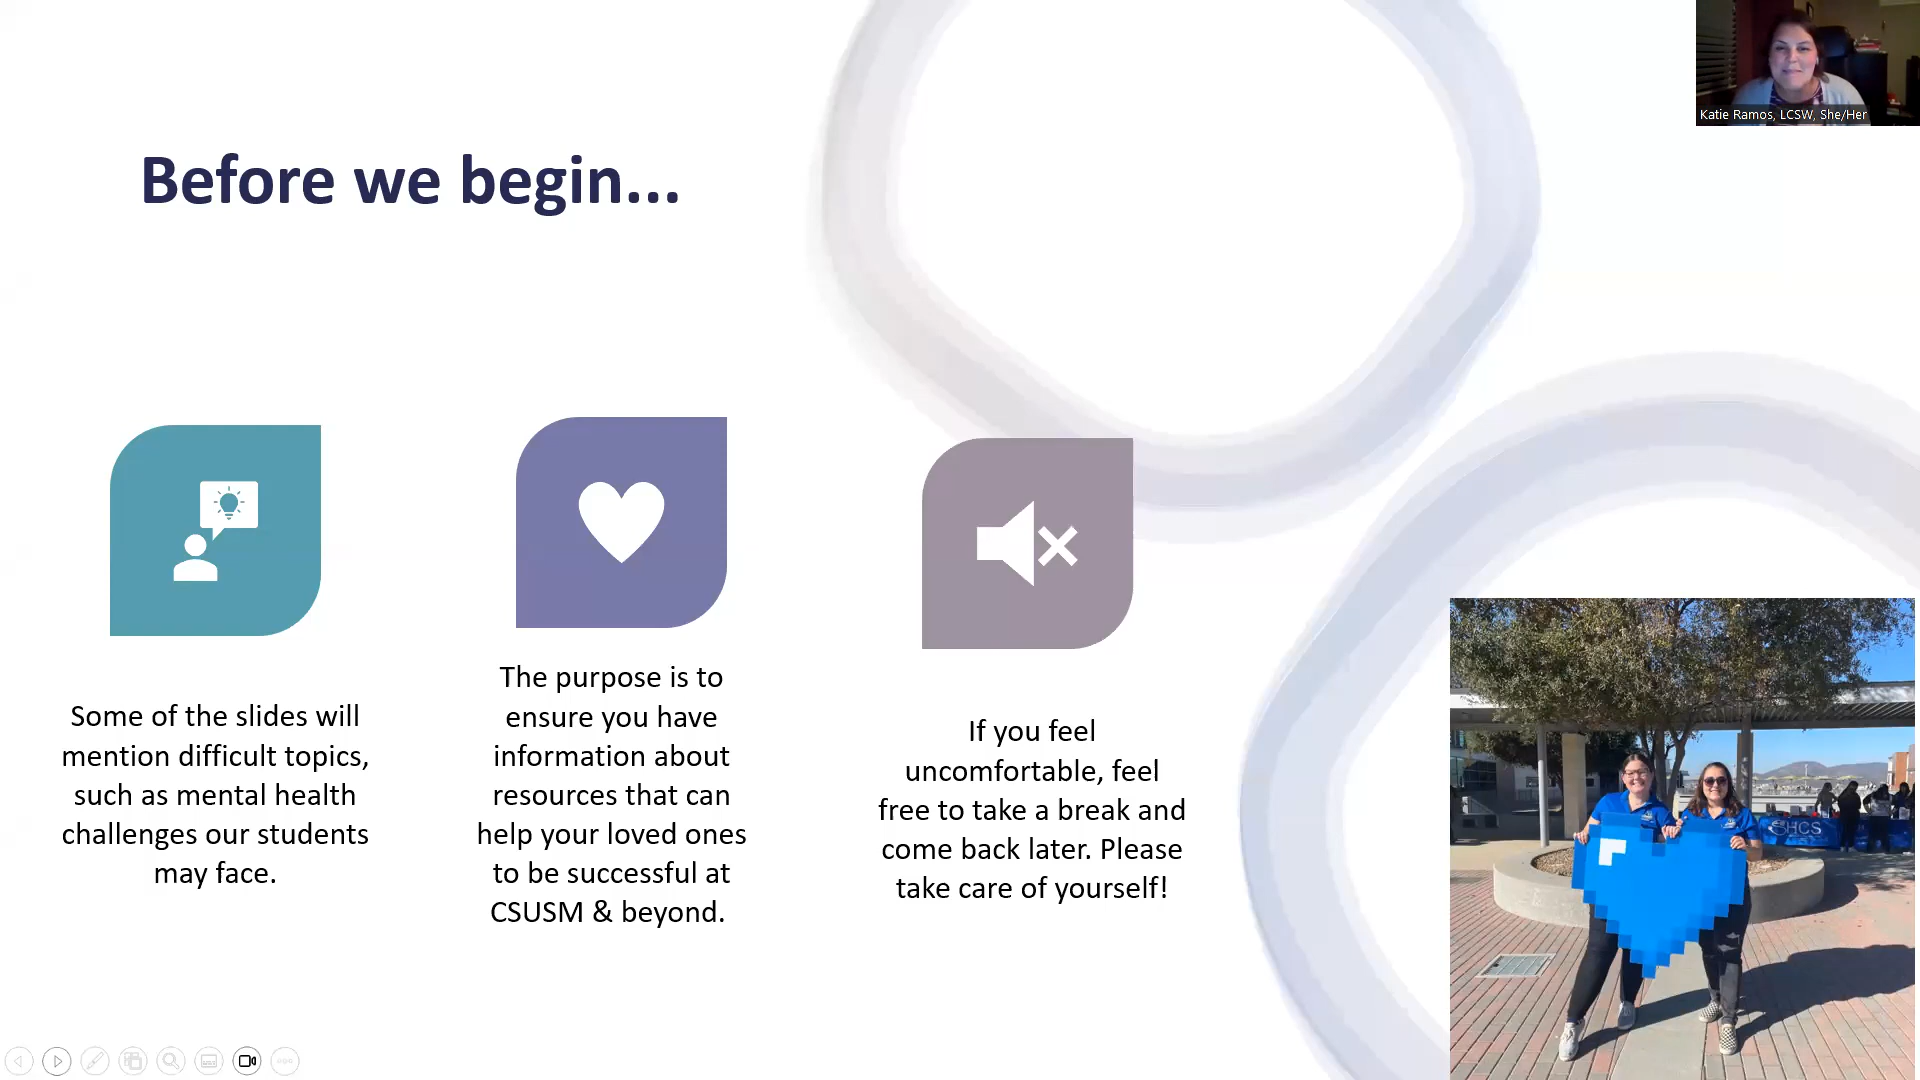 Katie Ramos, LCSW, She/Her
Before we begin...
Some of the slides will
mention difficult topics,
such as mental health
challenges our students
may face.
The purpose is to
ensure you have
information about
resources that can
help your loved ones
to be successful at
CSUSM & beyond.
If you feel
uncomfortable, feel
free to take a break and
come back later. Please
take care of yourself!
SHCS